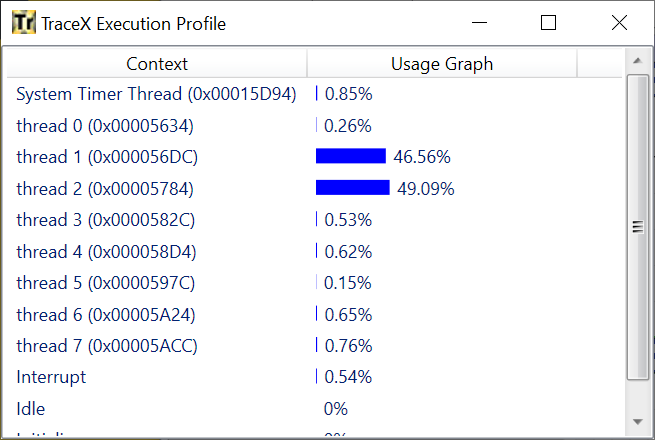 Tr TraceX Execution Profile
Context Usage Graph
System Timer Thread (0x00015D94) 0.85%
thread 0 (0x00005634) 0.26%
thread 1 (0x000056DC) 46.56%
thread 2 (0x00005784) 49.09%
thread 3 (0x0000582C) 0.53%
thread 4 (0x000058D4) 0.62%
thread 5 (0x0000597C) 0.15%
thread 6 (0x00005A24) 0.65%
thread 7 (0x00005ACC) 0.76%
Interrupt 0.54%
Idle 0%